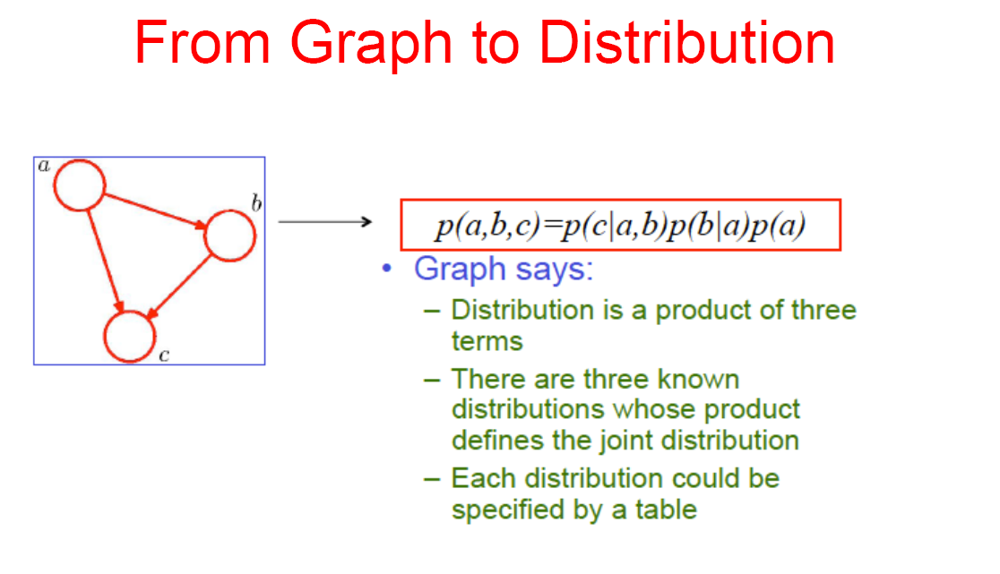 From Graph to Distribution
a
b
c
p(a,b,c)=p(c|a,b)p(b|a)p(a)
• Graph says:
– Distribution is a product of three
terms
– There are three known
distributions whose product
defines the joint distribution
– Each distribution could be
specified by a table